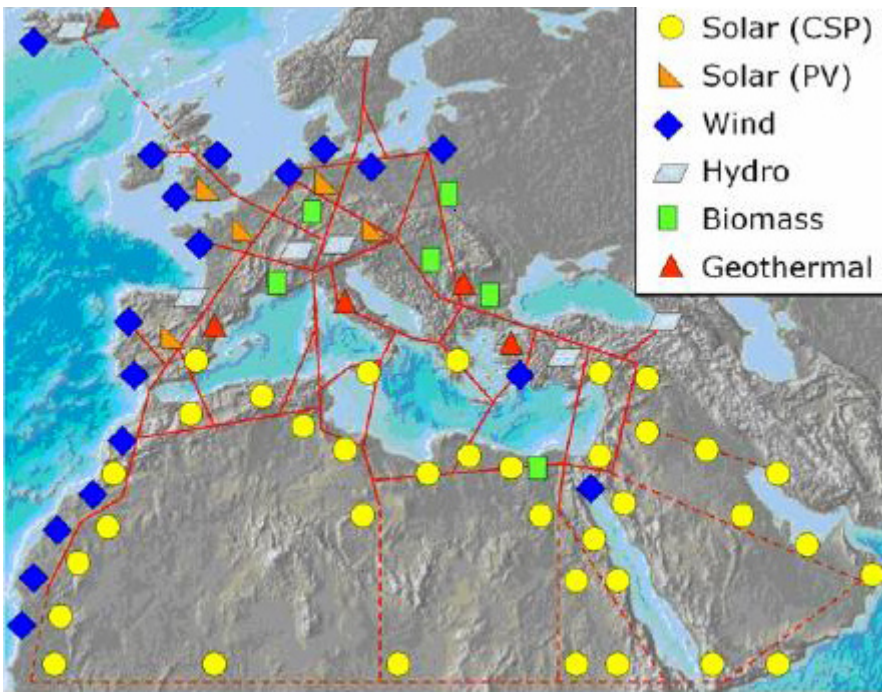 Solar (CSP)
Solar (PV)
Wind
Hydro
Biomass
Geothermal